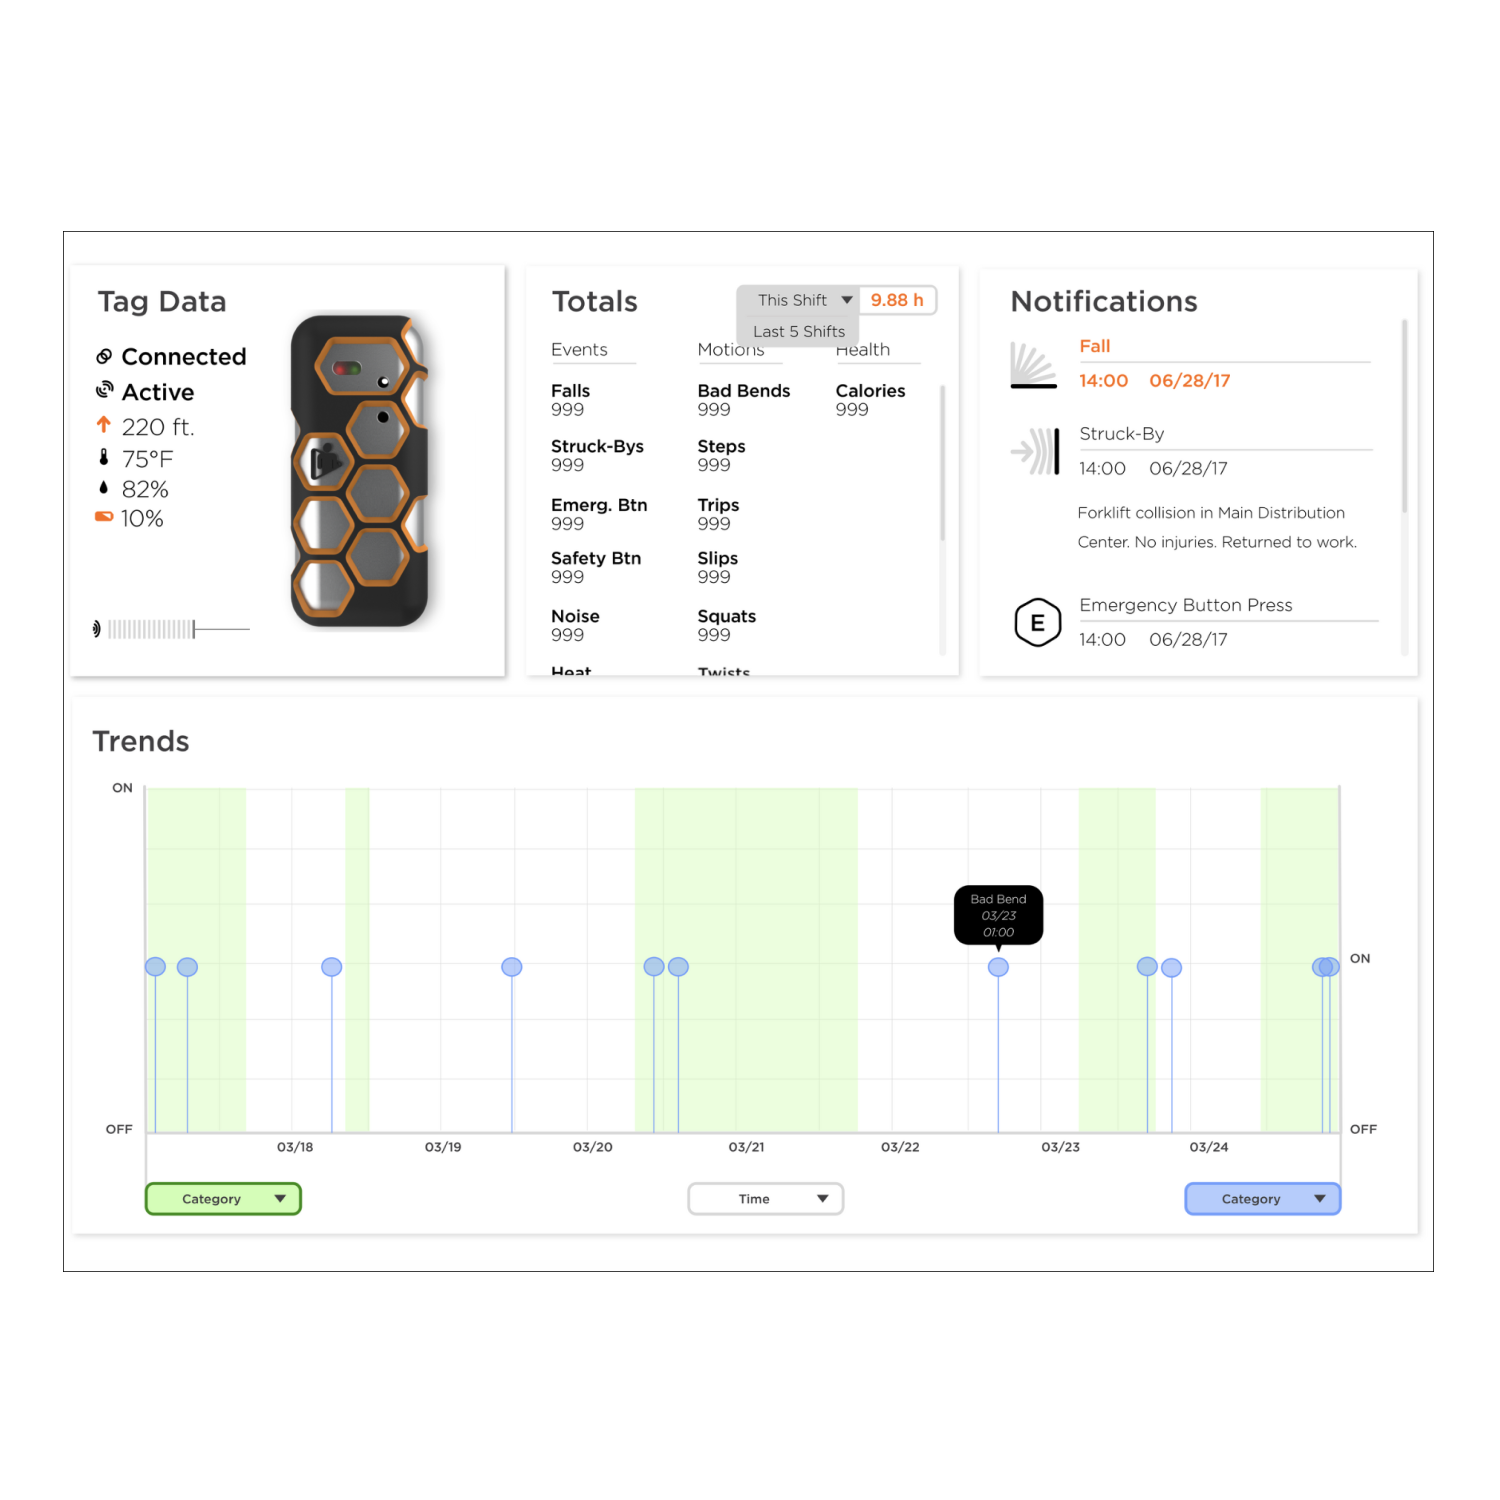 Tag Data
Connected
Active
220 ft.
75°F
82%
10%
Totals
This Shift
9.88 h
Last 5 Shifts
Events
Motions
Health
Falls
999
Bad Bends
999
Calories
999
Struck-Bys
999
Steps
999
Emerg. Btn
999
Trips
999
Safety Btn
999
Slips
999
Noise
999
Squats
999
Heat
Twists
Notifications
Fall
14:00 06/28/17
Struck-By
14:00 06/28/17
Forklift collision in Main Distribution
Center. No injuries. Returned to work.
E
Emergency Button Press
14:00 06/28/17
Trends
ON
Bad Bend
03/23
01:00
ON
OFF
OFF
03/18 03/19 03/20 03/21 03/22 03/23 03/24
Category
Time
Category